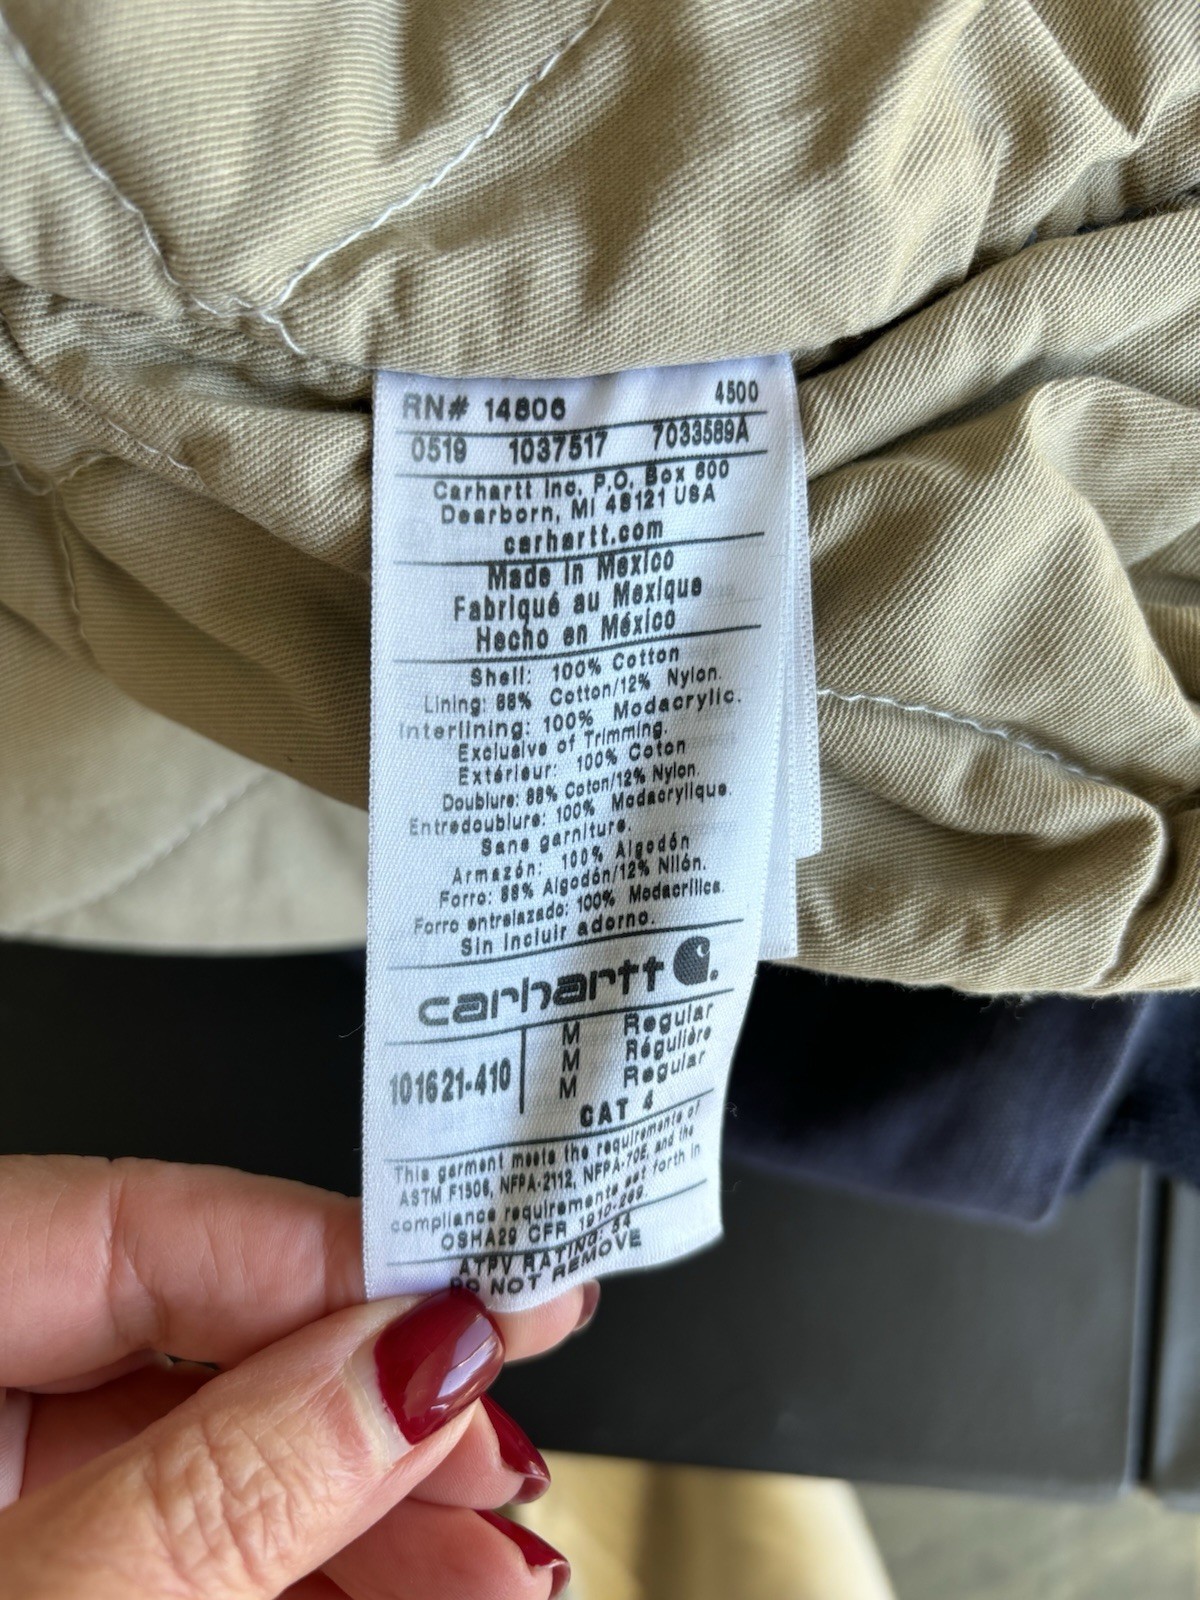 RN# 14806 4500
0519 1037517 7033589A
Carhartt Inc. P.O. Box 600
Dearborn, MI 48121 USA
carhartt.com
Made in Mexico
Fabriqué au Mexique
Hecho en México
Shell: 100% Cotton
Lining: 88% Cotton/12% Nylon.
Interlining: 100% Modacrylic.
Exclusive of Trimming.
Extérieur: 100% Coton
Doublure: 88% Coton/12% Nylon.
Entredoublure: 100% Modacrylique.
Sans garniture.
Armazón: 100% Algodón
Forro: 88% Algodón/12% Nilón.
Forro entrelazado: 100% Modacrílica.
Sin incluir adorno.
carhartt
101621-410 M Regular
M Régulière
M Regular
CAT 4
This garment meets the requirements of
ASTM F1506, NFPA-2112, NFPA-70E, and the
compliance requirements set forth in
OSHA29 CFR 1910-269.
ATPV RATING: 54
DO NOT REMOVE